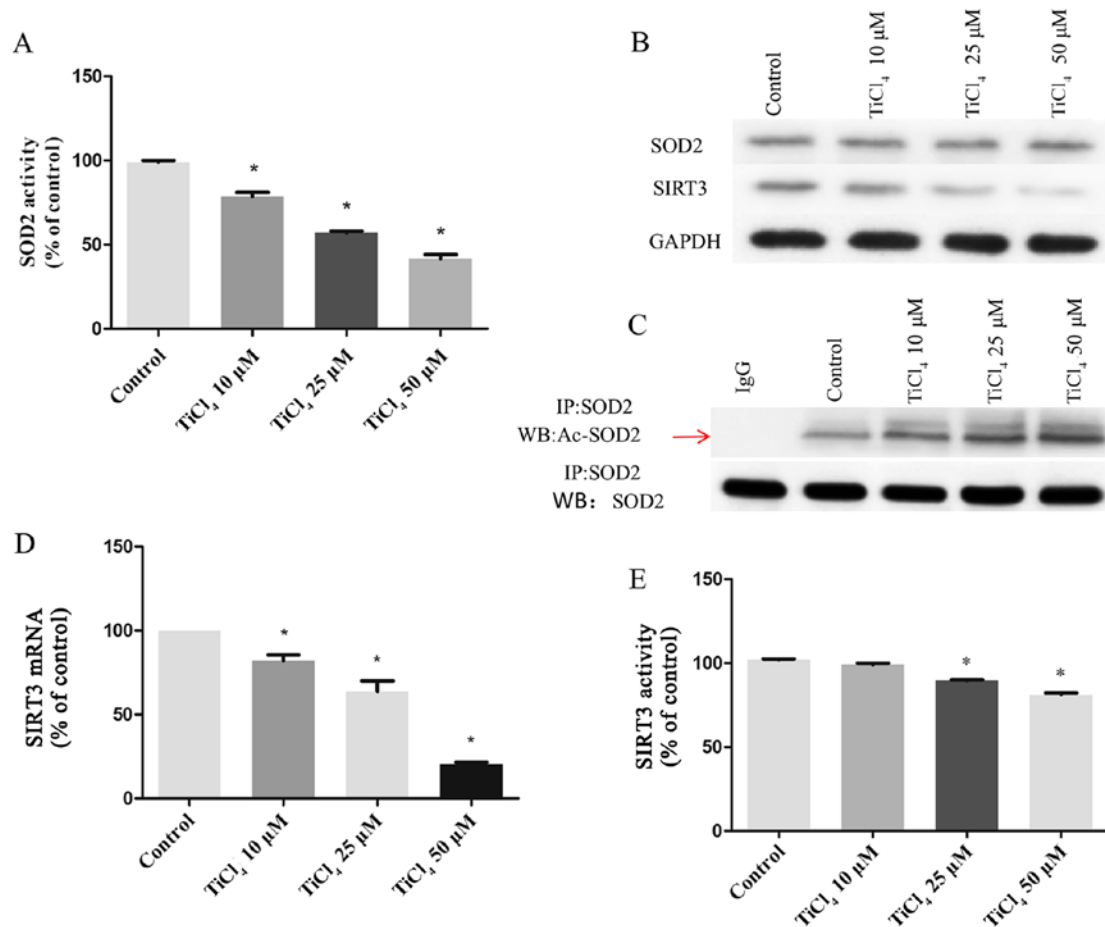 A
150
100
50
0
SOD2 activity
(% of control)
*
*
*
Control
TiCl4 10 μM
TiCl4 25 μM
TiCl4 50 μM
B
Control
TiCl4 10 μM
TiCl4 25 μM
TiCl4 50 μM
SOD2
SIRT3
GAPDH
C
IgG
Control
TiCl4 10 μM
TiCl4 25 μM
TiCl4 50 μM
IP:SOD2
WB:Ac-SOD2
IP:SOD2
WB: SOD2
D
150
100
50
0
SIRT3 mRNA
(% of control)
*
*
*
Control
TiCl4 10 μM
TiCl4 25 μM
TiCl4 50 μM
E
150
100
50
0
SIRT3 activity
(% of control)
*
*
Control
TiCl4 10 μM
TiCl4 25 μM
TiCl4 50 μM